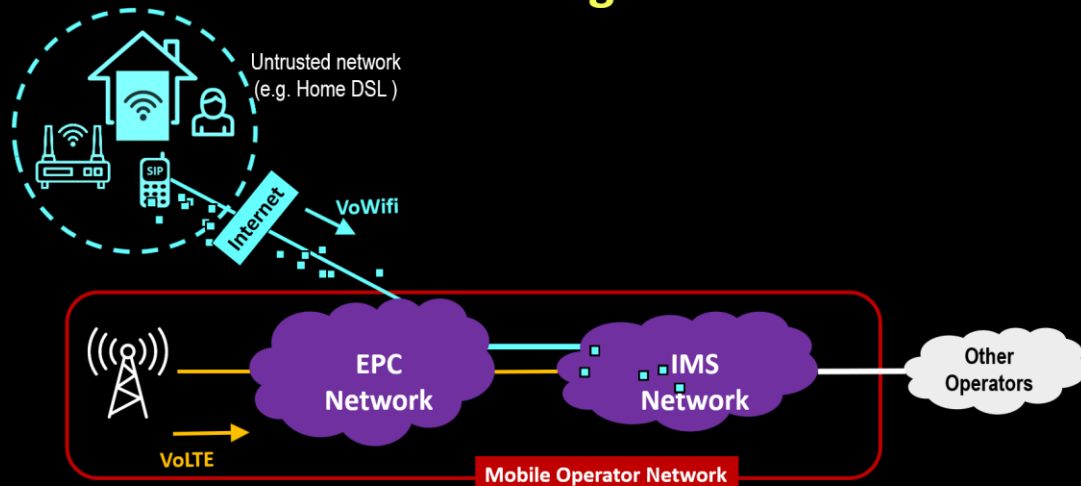 g
Untrusted network
(e.g. Home DSL )
SIP
Internet
VoWifi
EPC
Network
IMS
Network
Other
Operators
VoLTE
Mobile Operator Network